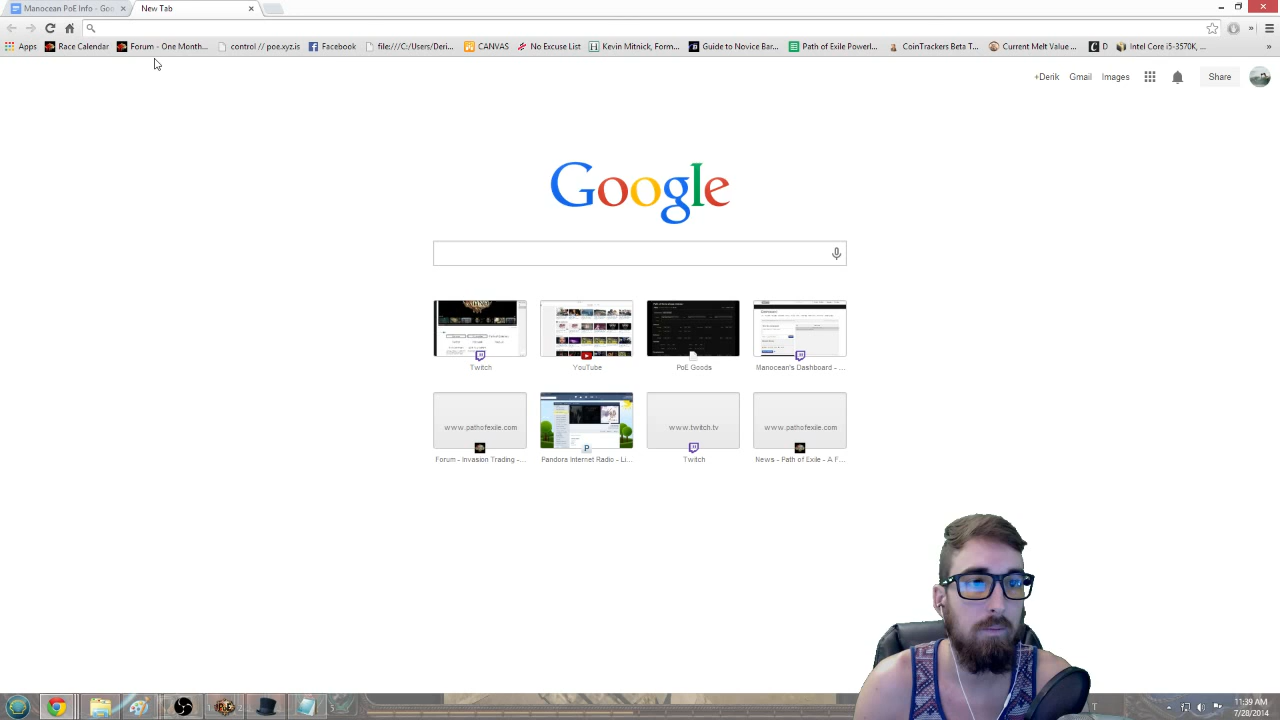 Manocean PoE Info - Goo
New Tab
Apps
Race Calendar
Forum - One Month...
control // poe.xyz.is
Facebook
file:///C:/Users/Deri...
CANVAS
No Excuse List
Kevin Mitnick, Form...
Guide to Novice Bar...
Path of Exile Power...
CoinTrackers Beta T...
Current Melt Value ...
D
Intel Core i5 3570K, ...
+Derik
Gmail
Images
Share
Google
Twitch
YouTube
PoE Goods
Manocean's Dashboard - ...
www.pathofexile.com
www.twitch.tv
www.pathofexile.com
Forum - Invasion Trading -...
Pandora Internet Radio - Li...
Twitch
News - Path of Exile - A F...
11:39 AM
7/28/2014